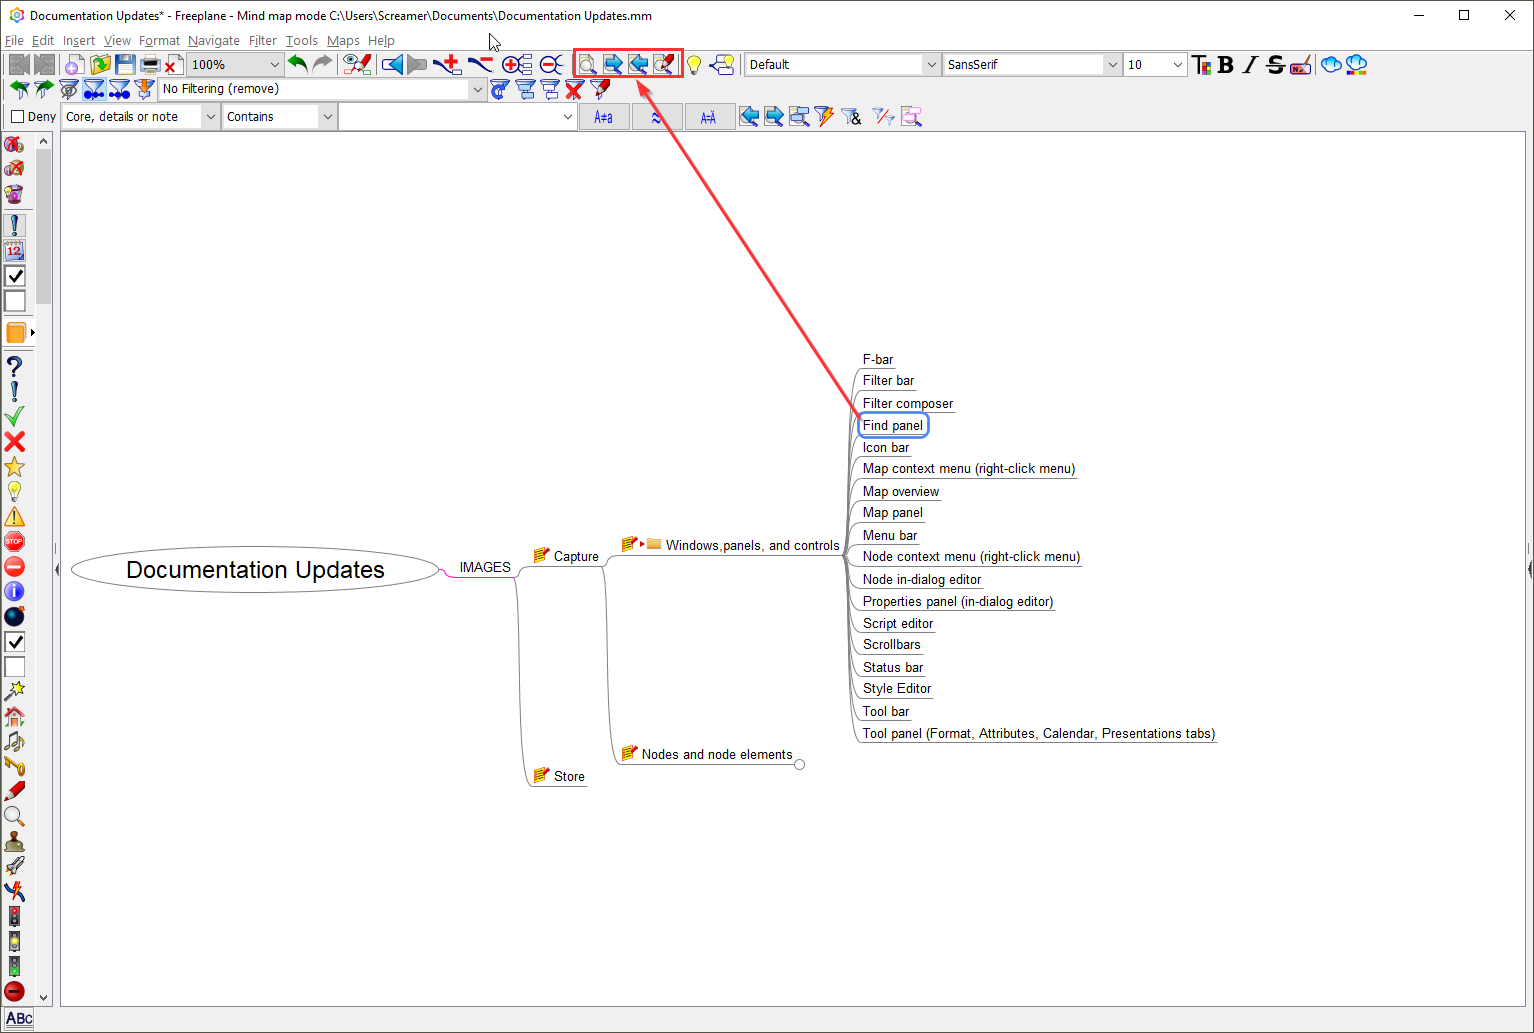 Documentation Updates* - Freeplane - Mind map mode C:\Users\Screamer\Documents\Documentation Updates.mm
File Edit Insert View Format Navigate Filter Tools Maps Help
100% Default SansSerif 10 B I S
No Filtering (remove)
Deny Core, details or note Contains A≠a ≈ A=Ä &
12
F-bar
Filter bar
Filter composer
Find panel
Icon bar
Map context menu (right-click menu)
Map overview
Map panel
Menu bar
Node context menu (right-click menu)
Node in-dialog editor
Properties panel (in-dialog editor)
Script editor
Scrollbars
Status bar
Style Editor
Tool bar
Tool panel (Format, Attributes, Calendar, Presentations tabs)
Windows,panels, and controls
Capture
IMAGES
Documentation Updates
Nodes and node elements
Store
STOP
ABC